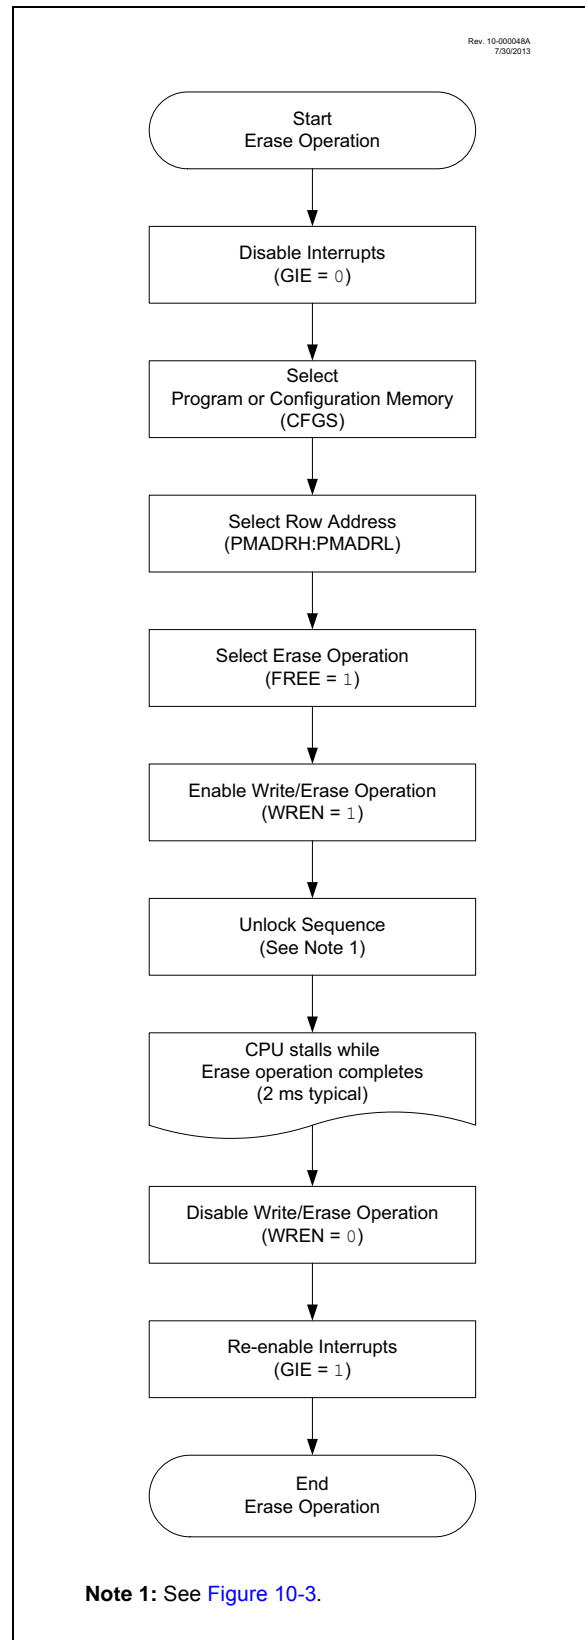 Rev. 10-000048A
7/30/2013
Start
Erase Operation
Disable Interrupts
(GIE = 0)
Select
Program or Configuration Memory
(CFGS)
Select Row Address
(PMADRH:PMADRL)
Select Erase Operation
(FREE = 1)
Enable Write/Erase Operation
(WREN = 1)
Unlock Sequence
(See Note 1)
CPU stalls while
Erase operation completes
(2 ms typical)
Disable Write/Erase Operation
(WREN = 0)
Re-enable Interrupts
(GIE = 1)
End
Erase Operation
Note 1: See Figure 10-3.